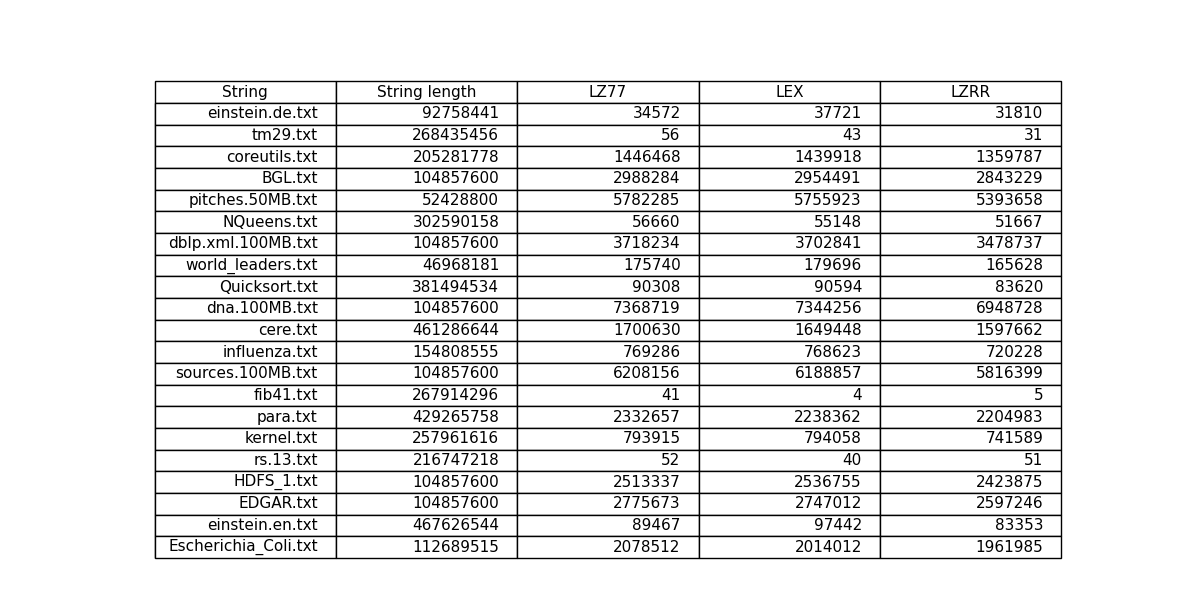 String String length LZ77 LEX LZRR
einstein.de.txt 92758441 34572 37721 31810
tm29.txt 268435456 56 43 31
coreutils.txt 205281778 1446468 1439918 1359787
BGL.txt 104857600 2988284 2954491 2843229
pitches.50MB.txt 52428800 5782285 5755923 5393658
NQueens.txt 302590158 56660 55148 51667
dblp.xml.100MB.txt 104857600 3718234 3702841 3478737
world_leaders.txt 46968181 175740 179696 165628
Quicksort.txt 381494534 90308 90594 83620
dna.100MB.txt 104857600 7368719 7344256 6948728
cere.txt 461286644 1700630 1649448 1597662
influenza.txt 154808555 769286 768623 720228
sources.100MB.txt 104857600 6208156 6188857 5816399
fib41.txt 267914296 41 4 5
para.txt 429265758 2332657 2238362 2204983
kernel.txt 257961616 793915 794058 741589
rs.13.txt 216747218 52 40 51
HDFS_1.txt 104857600 2513337 2536755 2423875
EDGAR.txt 104857600 2775673 2747012 2597246
einstein.en.txt 467626544 89467 97442 83353
Escherichia_Coli.txt 112689515 2078512 2014012 1961985